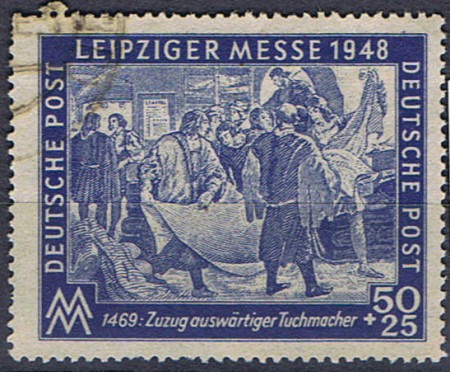 LEIPZIGER MESSE 1948
DEUTSCHE POST
DEUTSCHE POST
MM
1469: Zuzug auswärtiger Tuchmacher
50
+25